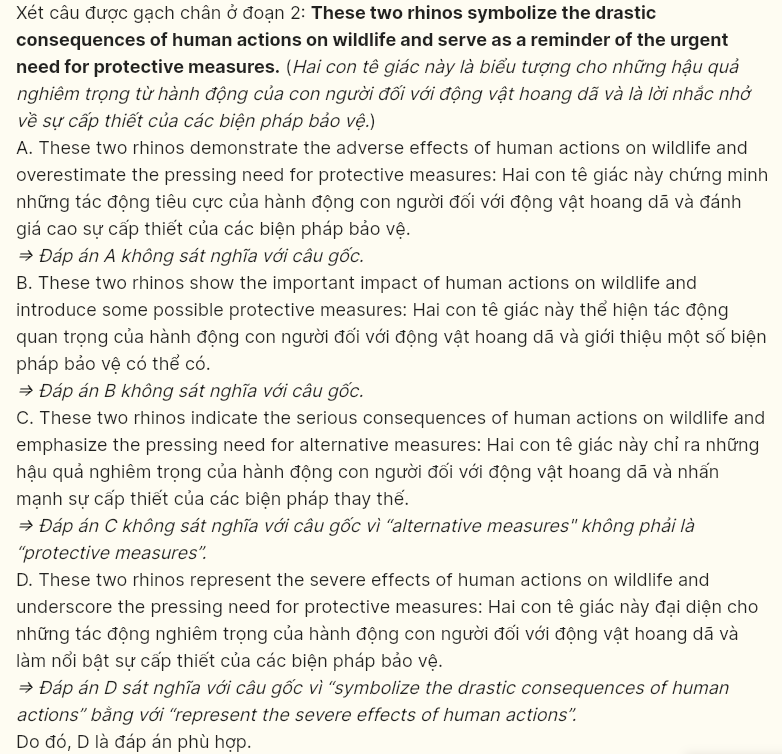 Xét câu được gạch chân ở đoạn 2: These two rhinos symbolize the drastic
consequences of human actions on wildlife and serve as a reminder of the urgent
need for protective measures. (Hai con tê giác này là biểu tượng cho những hậu quả
nghiêm trọng từ hành động của con người đối với động vật hoang dã và là lời nhắc nhở
về sự cấp thiết của các biện pháp bảo vệ.)
A. These two rhinos demonstrate the adverse effects of human actions on wildlife and
overestimate the pressing need for protective measures: Hai con tê giác này chứng minh
những tác động tiêu cực của hành động con người đối với động vật hoang dã và đánh
giá cao sự cấp thiết của các biện pháp bảo vệ.
⇒ Đáp án A không sát nghĩa với câu gốc.
B. These two rhinos show the important impact of human actions on wildlife and
introduce some possible protective measures: Hai con tê giác này thể hiện tác động
quan trọng của hành động con người đối với động vật hoang dã và giới thiệu một số biện
pháp bảo vệ có thể có.
⇒ Đáp án B không sát nghĩa với câu gốc.
C. These two rhinos indicate the serious consequences of human actions on wildlife and
emphasize the pressing need for alternative measures: Hai con tê giác này chỉ ra những
hậu quả nghiêm trọng của hành động con người đối với động vật hoang dã và nhấn
mạnh sự cấp thiết của các biện pháp thay thế.
⇒ Đáp án C không sát nghĩa với câu gốc vì “alternative measures" không phải là
“protective measures”.
D. These two rhinos represent the severe effects of human actions on wildlife and
underscore the pressing need for protective measures: Hai con tê giác này đại diện cho
những tác động nghiêm trọng của hành động con người đối với động vật hoang dã và
làm nổi bật sự cấp thiết của các biện pháp bảo vệ.
⇒ Đáp án D sát nghĩa với câu gốc vì “symbolize the drastic consequences of human
actions” bằng với “represent the severe effects of human actions”.
Do đó, D là đáp án phù hợp.